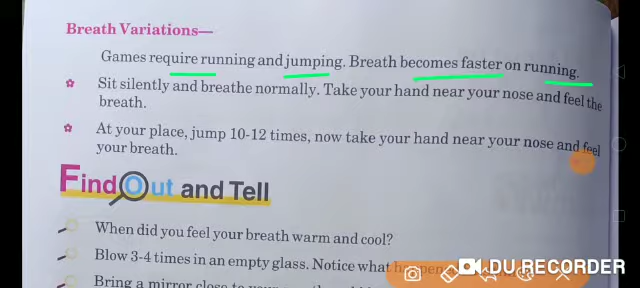 Breath Variations—
Games require running and jumping. Breath becomes faster on running.
Sit silently and breathe normally. Take your hand near your nose and feel the
breath.
At your place, jump 10-12 times, now take your hand near your nose and feel
your breath.
Find Out and Tell
When did you feel your breath warm and cool?
Blow 3-4 times in an empty glass. Notice what
DU RECORDER
Bring a mirror close to your